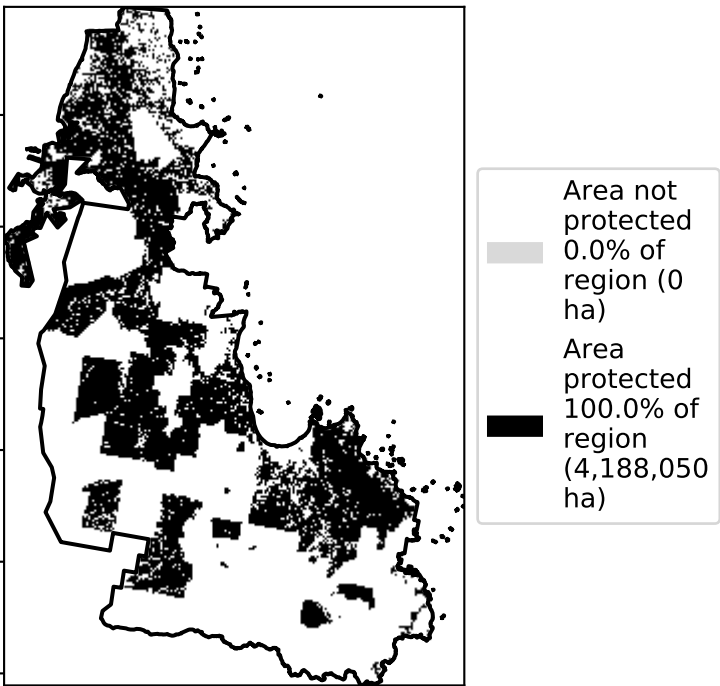 Area not
protected
0.0% of
region (0
ha)
Area
protected
100.0% of
region
(4,188,050
ha)